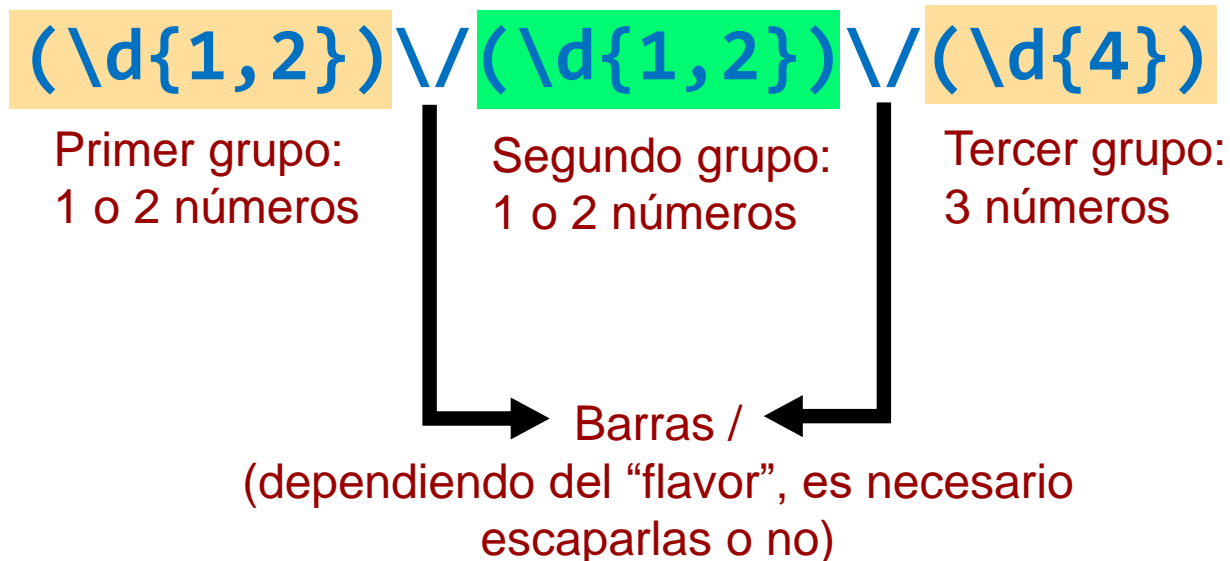 (\d{1,2})\/(\d{1,2})\/(\d{4})
Primer grupo:
1 o 2 números
Segundo grupo:
1 o 2 números
Tercer grupo:
3 números
Barras /
(dependiendo del “flavor”, es necesario
escaparlas o no)